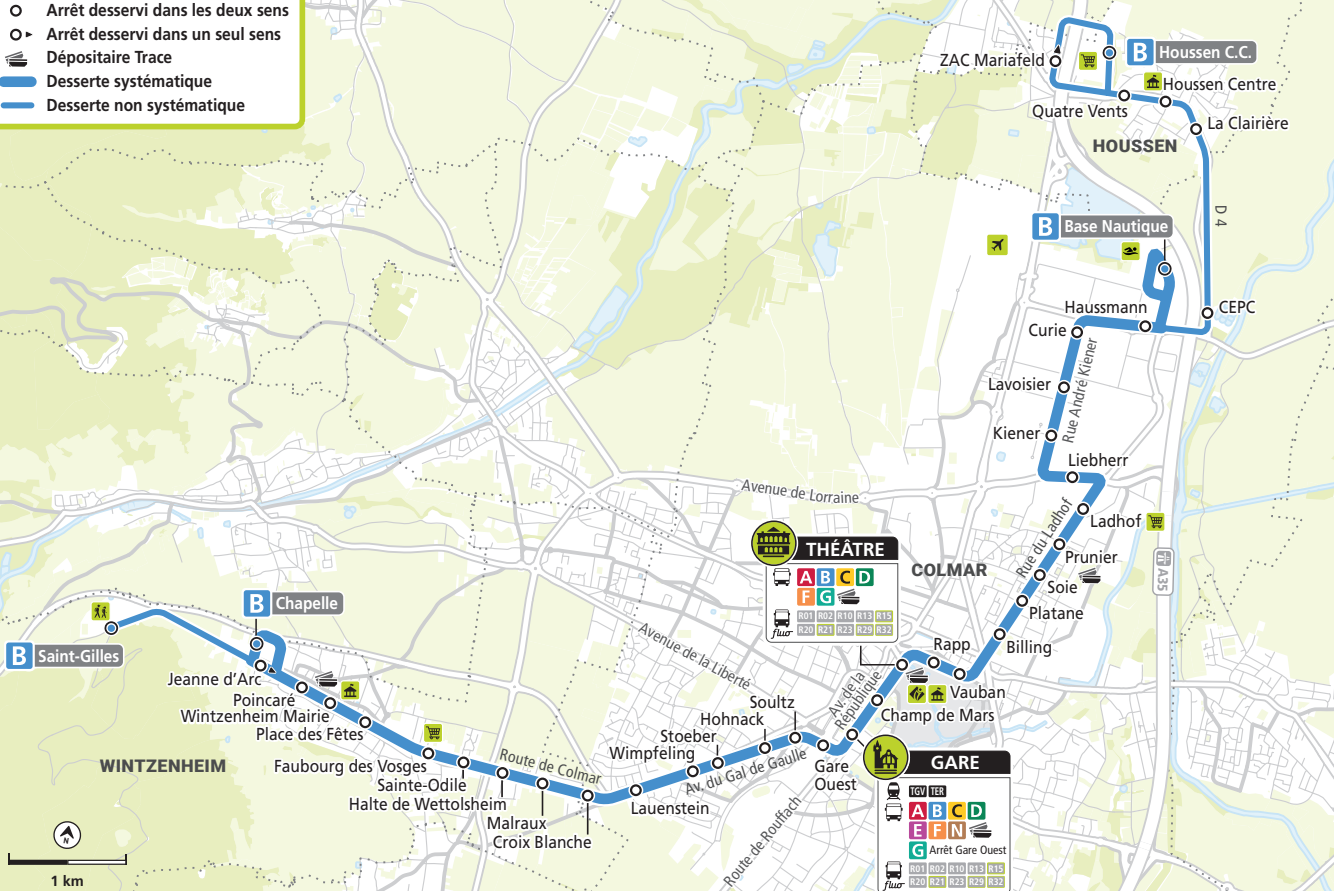 Arrêt desservi dans les deux sens
Arrêt desservi dans un seul sens
Dépositaire Trace
Desserte systématique
Desserte non systématique
ZAC Mariafeld
B Houssen C.C.
Houssen Centre
Quatre Vents
La Clairière
HOUSSEN
D 4
B Base Nautique
Haussmann
CEPC
Curie
Rue André Kiener
Lavoisier
Kiener
Liebherr
Avenue de Lorraine
Ladhof
Rue du Ladhof
THÉÂTRE
A B C D
F G
R01 R02 R10 R13 R15
fluo R20 R21 R23 R29 R32
COLMAR
Prunier
A35
Soie
Platane
B Chapelle
Avenue de la Liberté
Billing
Rapp
B Saint-Gilles
Jeanne d'Arc
Av. de la
République
Vauban
Poincaré
Champ de Mars
Wintzenheim Mairie
Place des Fêtes
Soultz
Hohnack
Stoeber
Wimpfeling
Route de Colmar
Av. du Gal de Gaulle
Faubourg des Vosges
WINTZENHEIM
Sainte-Odile
Halte de Wettolsheim
Gare
Ouest
GARE
TGV TER
A B C D
E F N
G Arrêt Gare Ouest
R01 R02 R10 R13 R15
fluo R20 R21 R23 R29 R32
Lauenstein
Malraux
Croix Blanche
Route de Rouffach
N
1 km